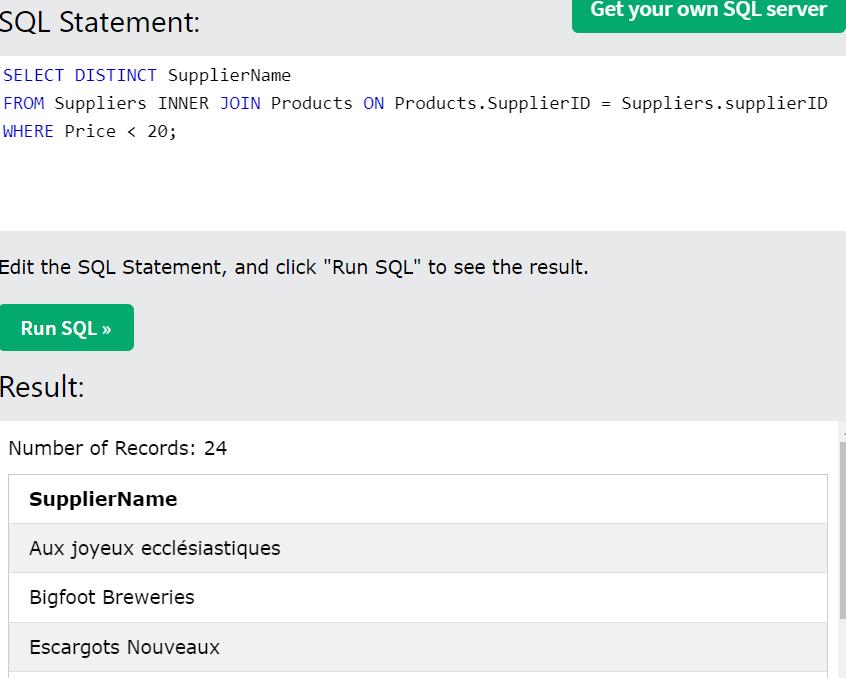 SQL Statement:
Get your own SQL server
SELECT DISTINCT SupplierName
FROM Suppliers INNER JOIN Products ON Products.SupplierID = Suppliers.supplierID
WHERE Price < 20;
Edit the SQL Statement, and click "Run SQL" to see the result.
Run SQL »
Result:
Number of Records: 24
SupplierName
Aux joyeux ecclésiastiques
Bigfoot Breweries
Escargots Nouveaux